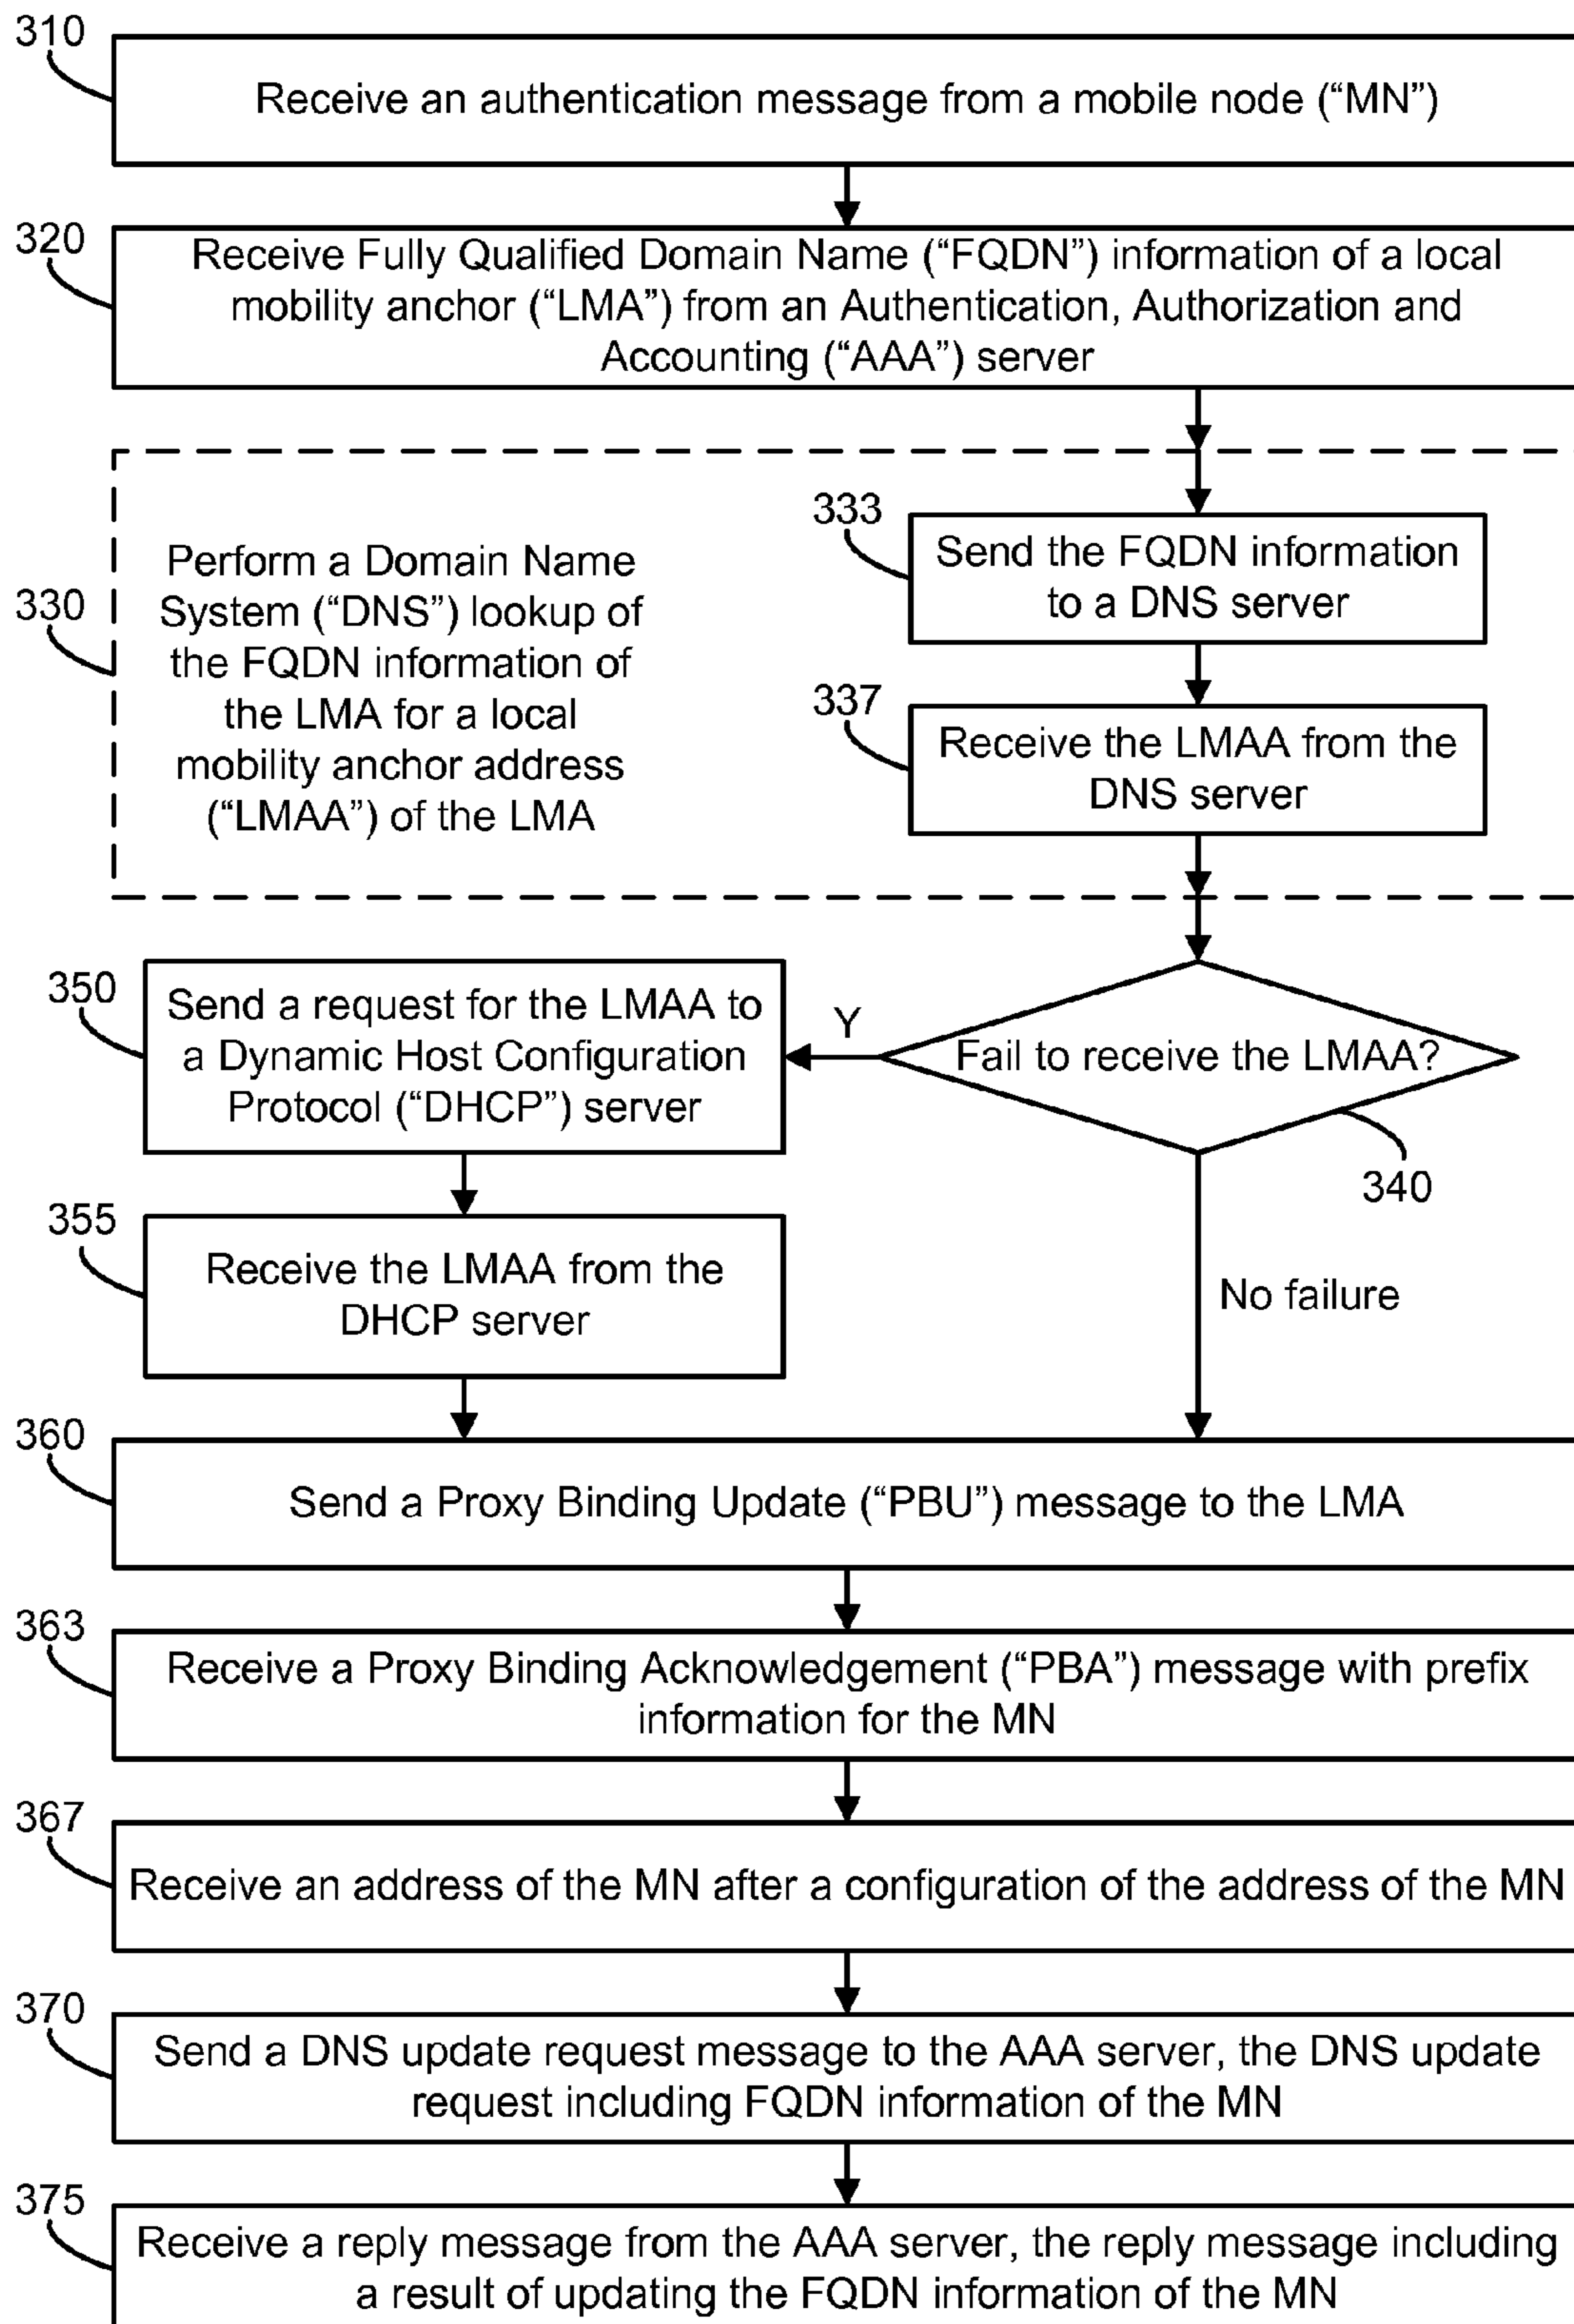 310
Receive an authentication message from a mobile node (“MN”)
320
Receive Fully Qualified Domain Name (“FQDN”) information of a local
mobility anchor (“LMA”) from an Authentication, Authorization and
Accounting (“AAA”) server
330
Perform a Domain Name
System (“DNS”) lookup of
the FQDN information of
the LMA for a local
mobility anchor address
(“LMAA”) of the LMA
333
Send the FQDN information
to a DNS server
337
Receive the LMAA from the
DNS server
Fail to receive the LMAA?
340
Y
350
Send a request for the LMAA to
a Dynamic Host Configuration
Protocol (“DHCP”) server
355
Receive the LMAA from the
DHCP server
No failure
360
Send a Proxy Binding Update (“PBU”) message to the LMA
363
Receive a Proxy Binding Acknowledgement (“PBA”) message with prefix
information for the MN
367
Receive an address of the MN after a configuration of the address of the MN
370
Send a DNS update request message to the AAA server, the DNS update
request including FQDN information of the MN
375
Receive a reply message from the AAA server, the reply message including
a result of updating the FQDN information of the MN